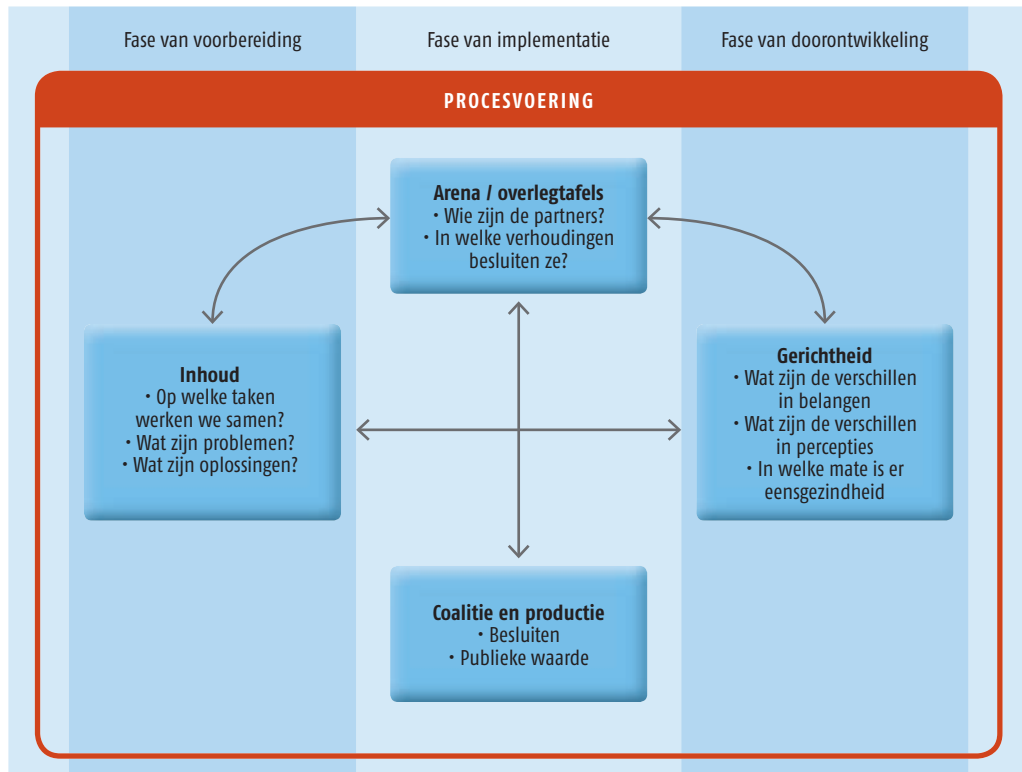 Fase van voorbereiding
Fase van implementatie
Fase van doorontwikkeling
PROCESVOERING
Arena / overlegtafels
• Wie zijn de partners?
• In welke verhoudingen
besluiten ze?
Inhoud
• Op welke taken
werken we samen?
• Wat zijn problemen?
• Wat zijn oplossingen?
Gerichtheid
• Wat zijn de verschillen
in belangen
• Wat zijn de verschillen
in percepties
• In welke mate is er
eensgezindheid
Coalitie en productie
• Besluiten
• Publieke waarde